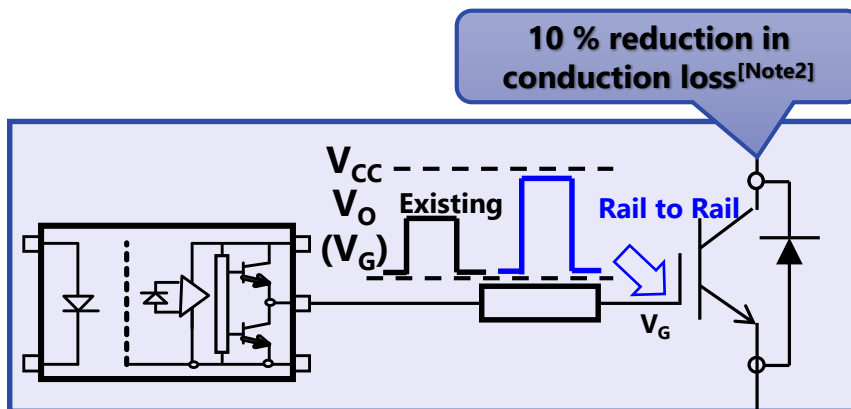 10 % reduction in
conduction loss[Note2]
VCC
VO
(VG)
Existing
Rail to Rail
VG